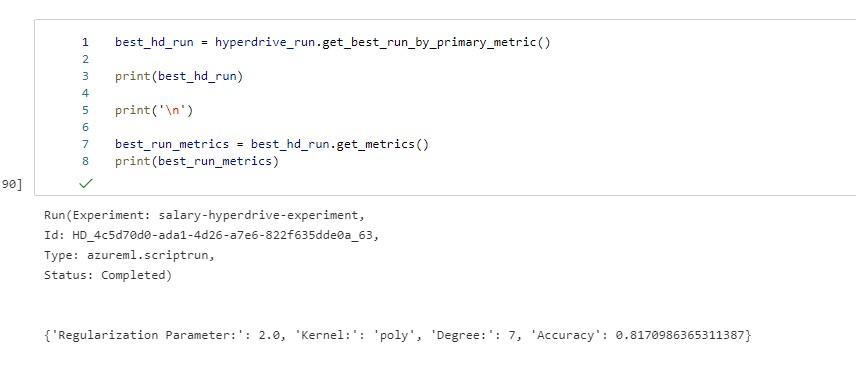 1 best_hd_run = hyperdrive_run.get_best_run_by_primary_metric()
2
3 print(best_hd_run)
4
5 print('\n')
6
7 best_run_metrics = best_hd_run.get_metrics()
8 print(best_run_metrics)
90]
Run(Experiment: salary-hyperdrive-experiment,
Id: HD_4c5d70d0-ada1-4d26-a7e6-822f635dde0a_63,
Type: azureml.scriptrun,
Status: Completed)
{'Regularization Parameter:': 2.0, 'Kernel:': 'poly', 'Degree:': 7, 'Accuracy': 0.8170986365311387}